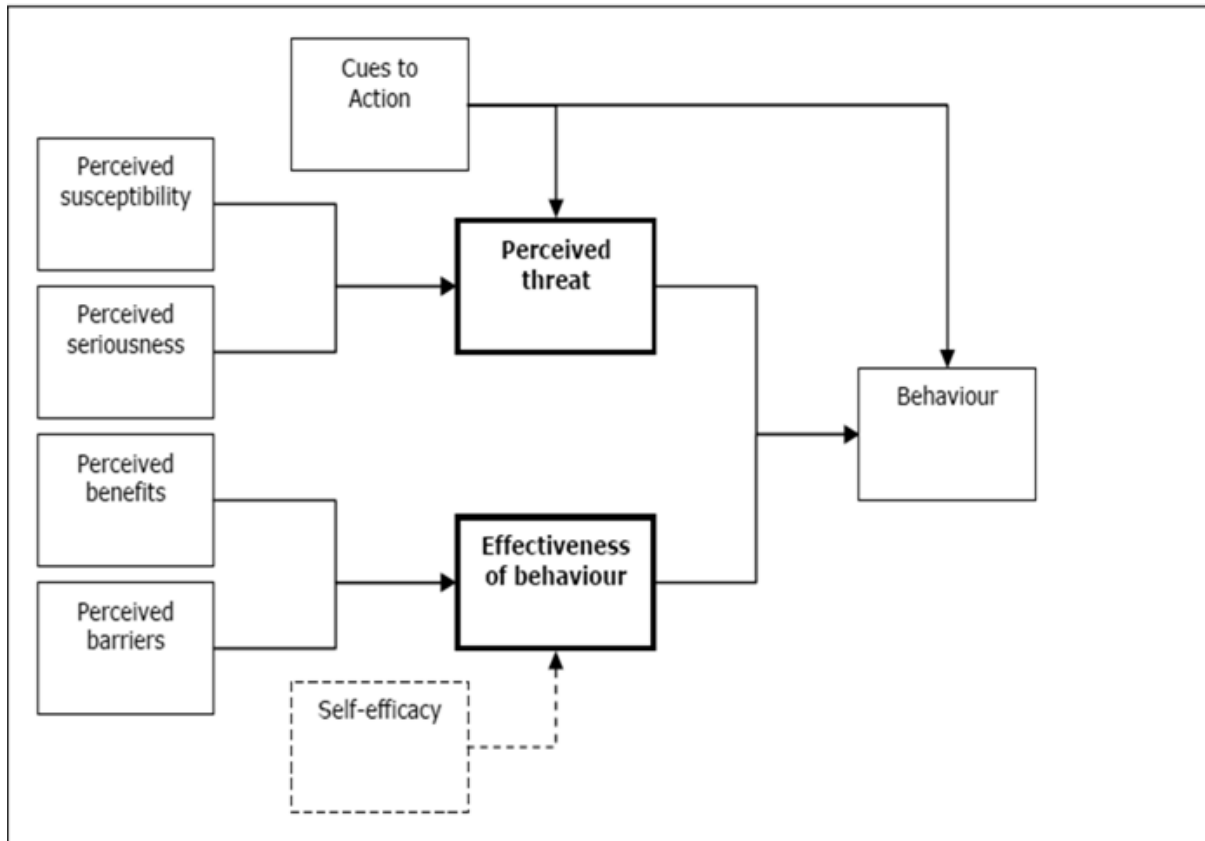 Cues to
Action
Perceived
susceptibility
Perceived
threat
Perceived
seriousness
Behaviour
Perceived
benefits
Effectiveness
of behaviour
Perceived
barriers
Self-efficacy